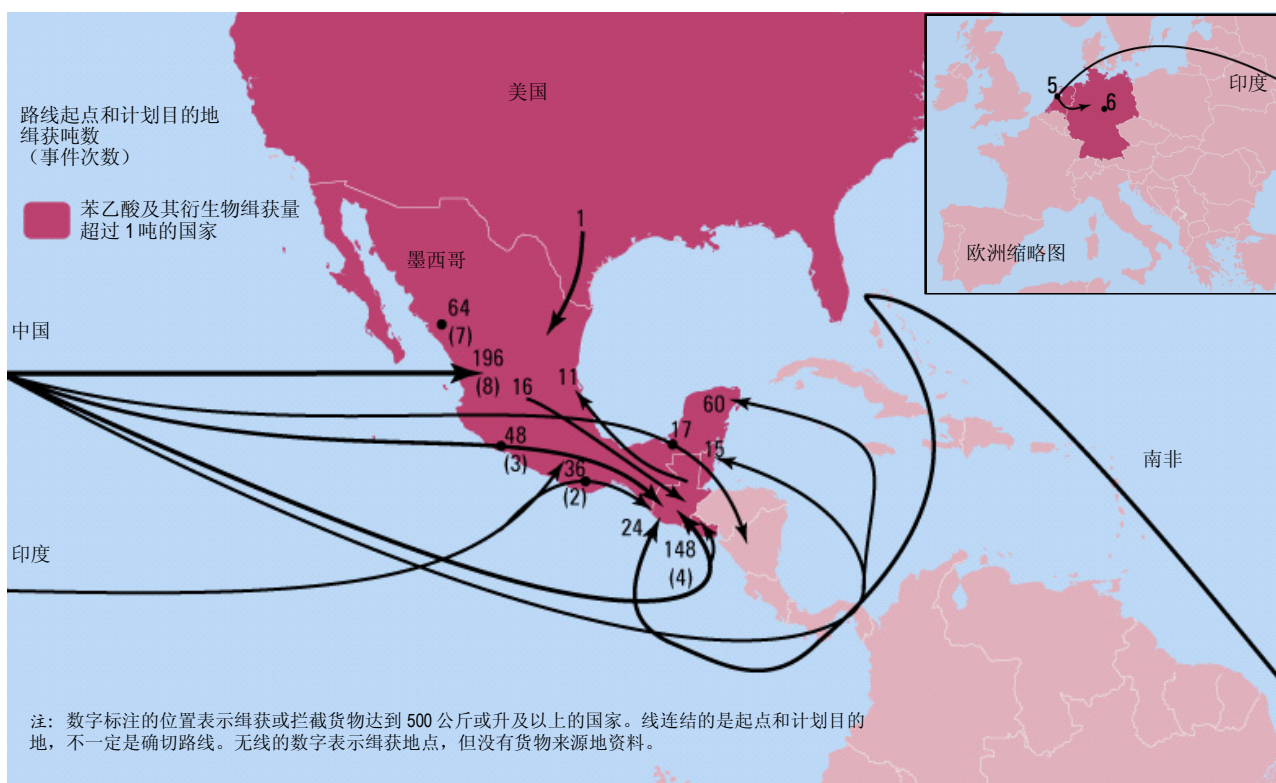 美国
印度
5
6
欧洲缩略图
路线起点和计划目的地
缉获吨数
（事件次数）
苯乙酸及其衍生物缉获量
超过 1 吨的国家
1
墨西哥
64
(7)
中国
196
(8)
16
11
60
17
15
48
(3)
36
(2)
南非
24
148
(4)
印度
注: 数字标注的位置表示缉获或拦截货物达到 500 公斤或升及以上的国家。线连结的是起点和计划目的
地，不一定是确切路线。无线的数字表示缉获地点，但没有货物来源地资料。